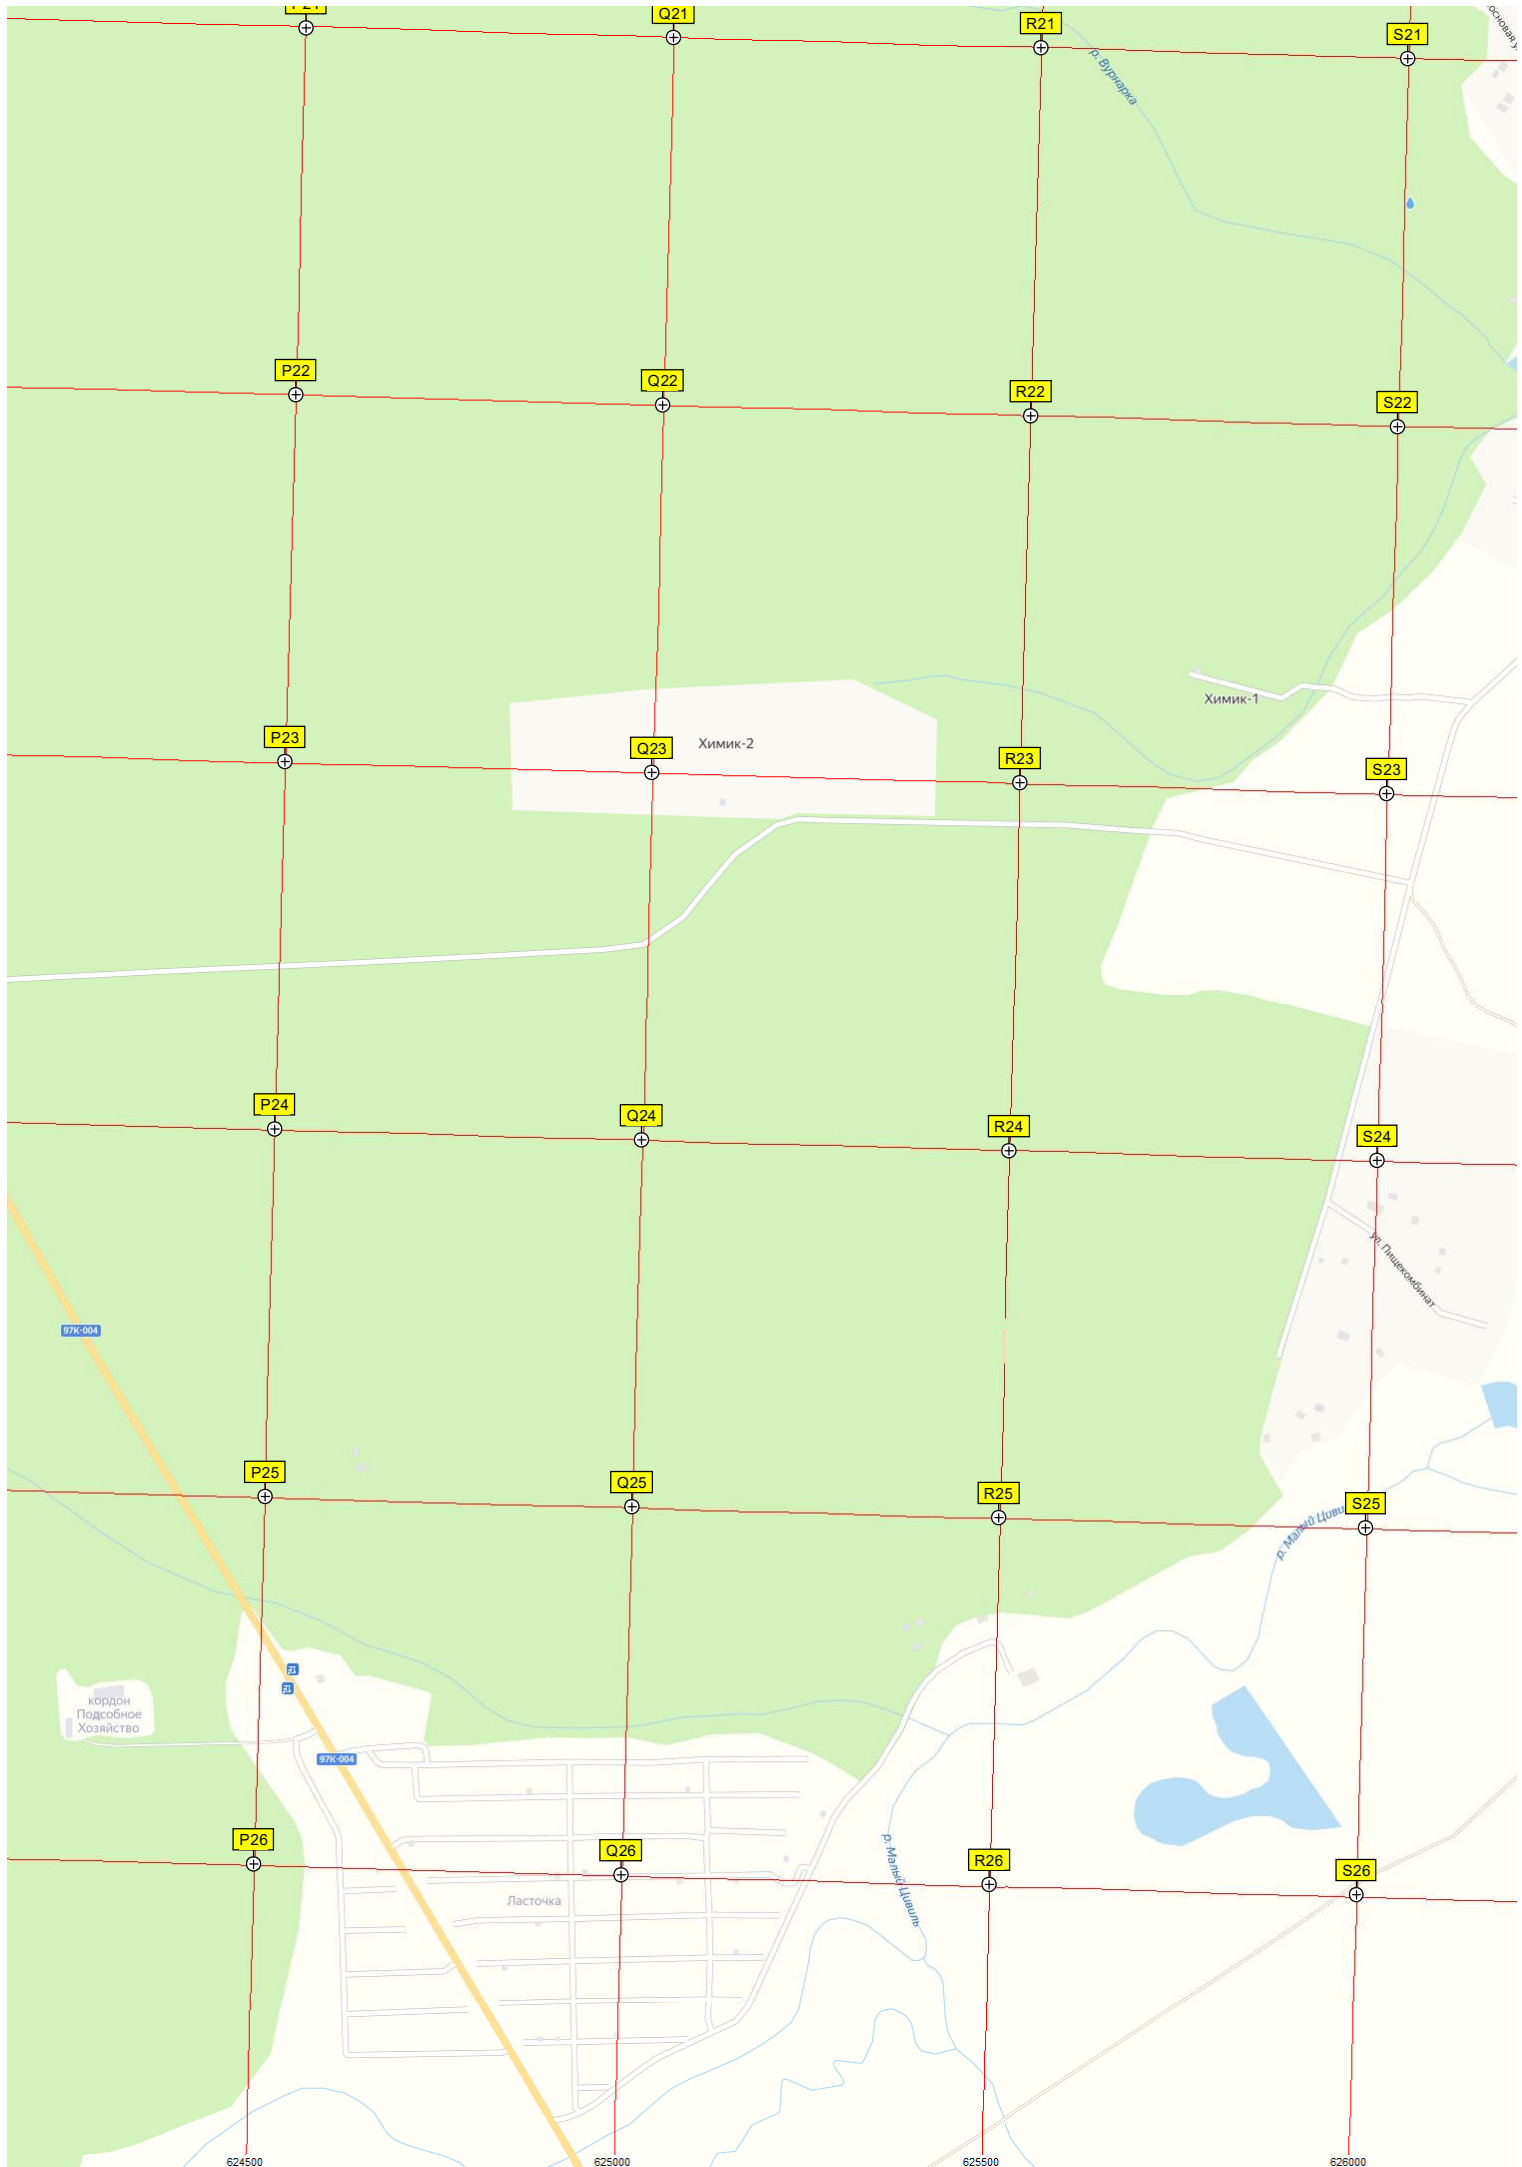 Q21
R21
S21
р. Вурнарка
P22
Q22
R22
S22
Химик-1
P23
Q23
Химик-2
R23
S23
P24
Q24
R24
S24
ул. Пищекомбинат
97К-004
P25
Q25
R25
S25
р. Малый Циви
кордон
Подсобное
Хозяйство
97К-004
P26
Q26
R26
S26
р. Малый Цивиль
Ласточка
624500
625000
625500
626000